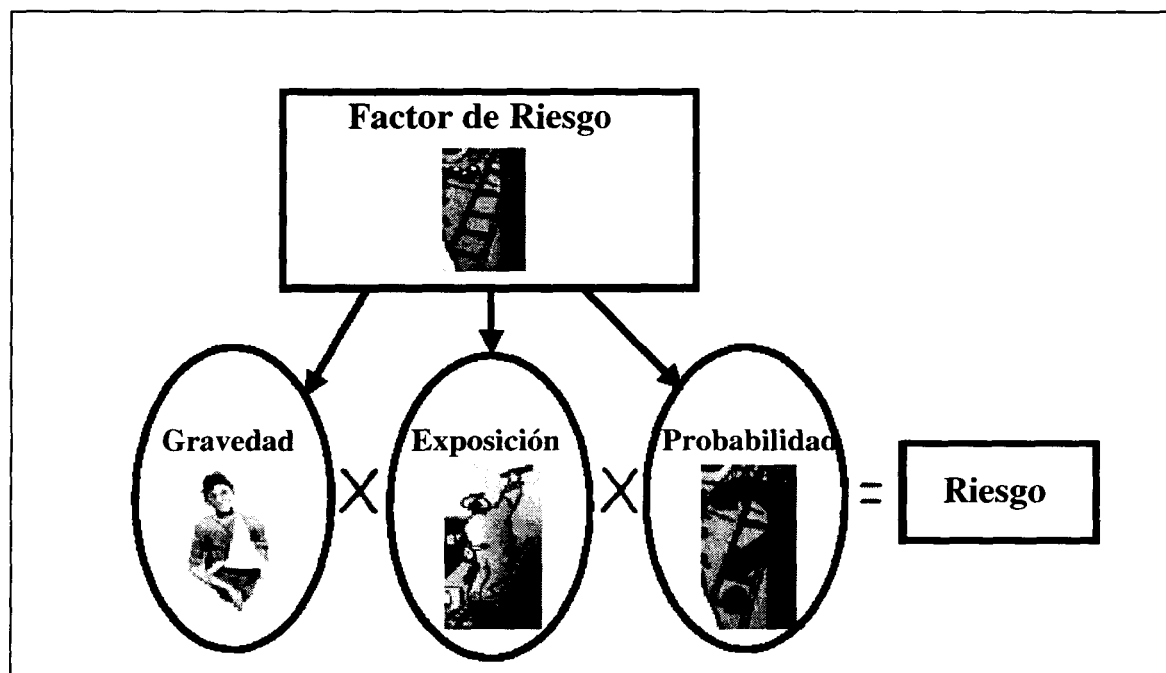 Factor de Riesgo
Gravedad X Exposición X Probabilidad = Riesgo